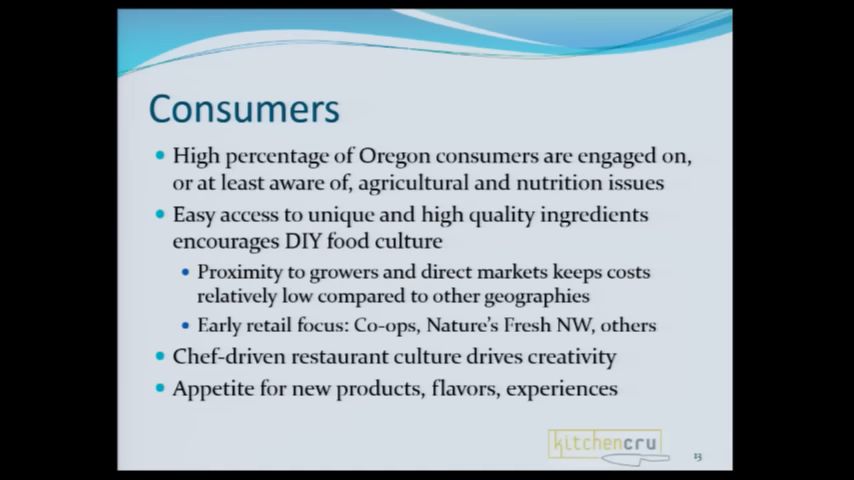 Consumers
High percentage of Oregon consumers are engaged on,
or at least aware of, agricultural and nutrition issues
Easy access to unique and high quality ingredients
encourages DIY food culture
Proximity to growers and direct markets keeps costs
relatively low compared to other geographies
Early retail focus: Co-ops, Nature's Fresh NW, others
Chef-driven restaurant culture drives creativity
Appetite for new products, flavors, experiences
kitchencru
13